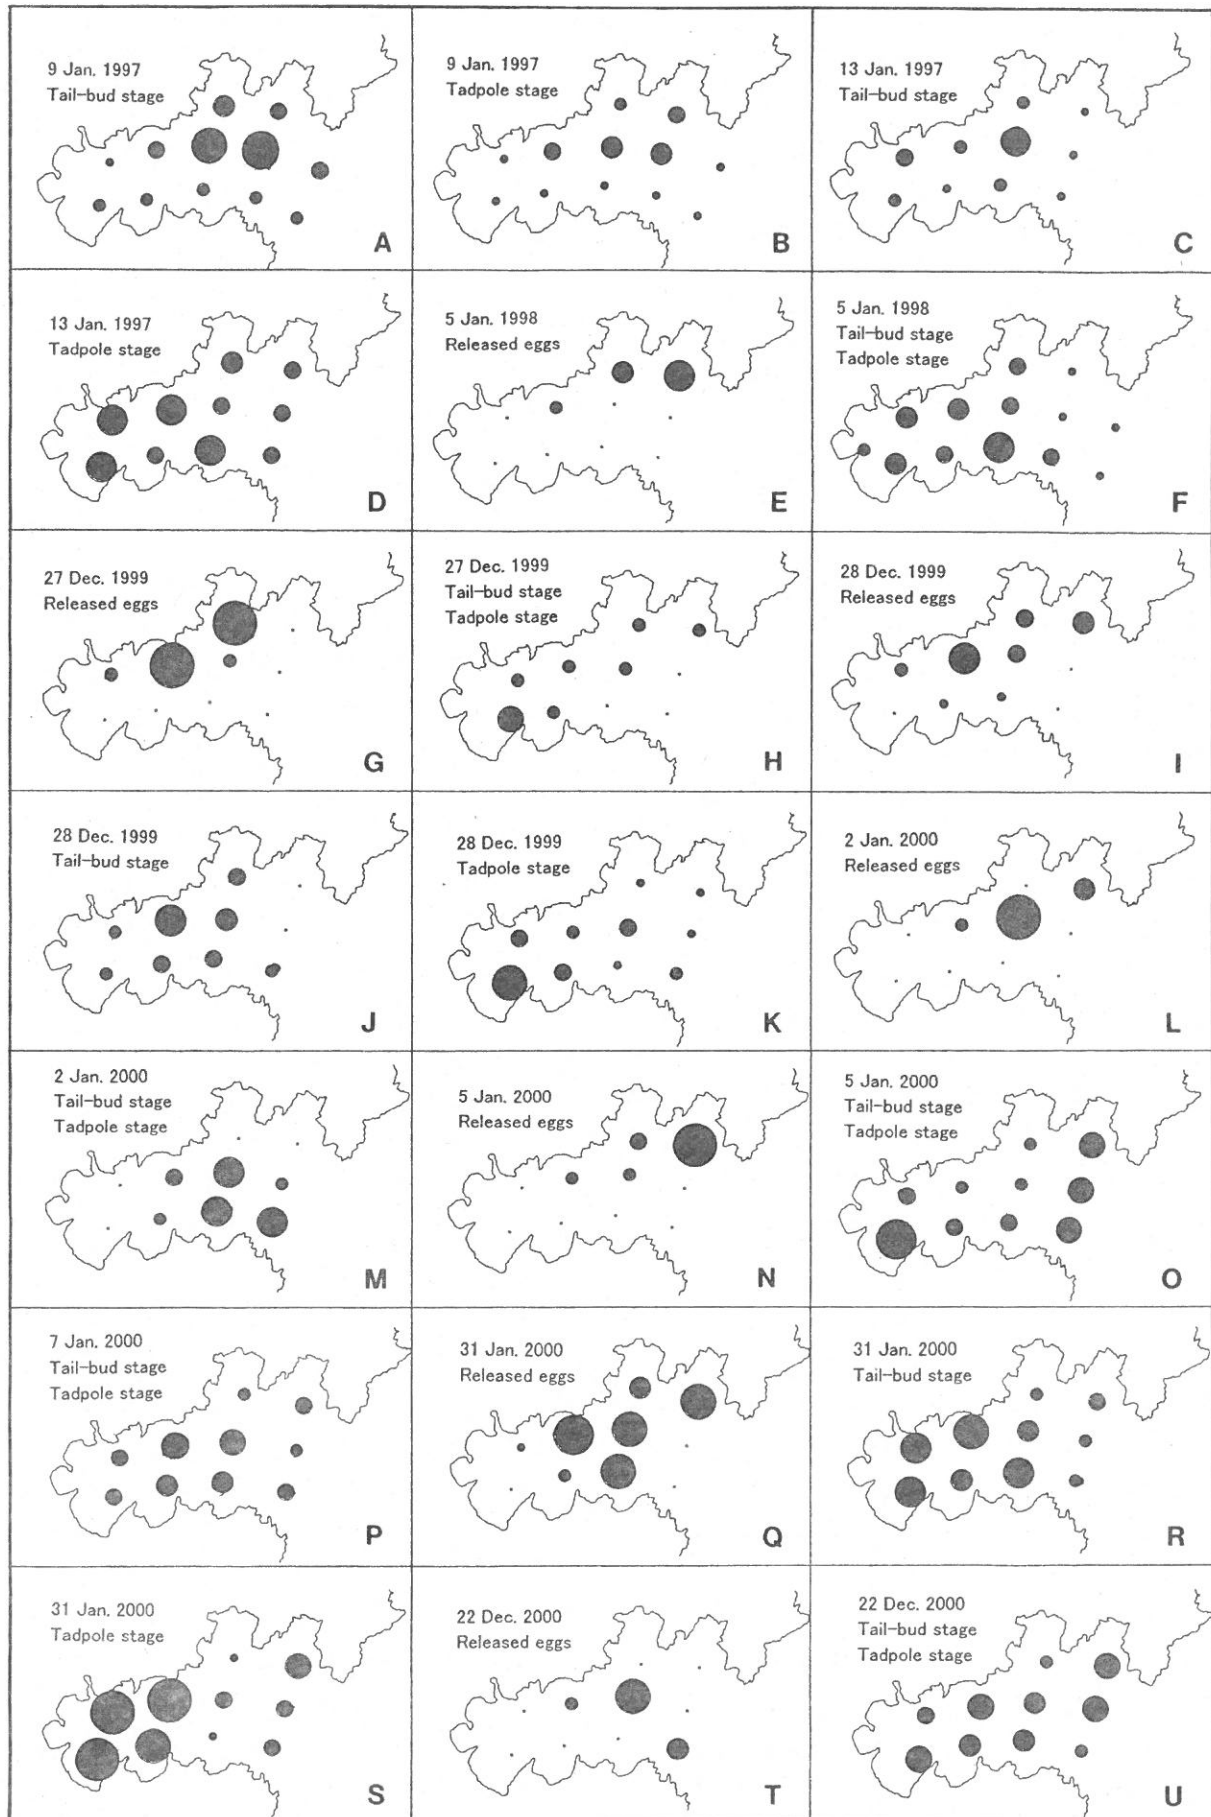 9 Jan. 1997
Tail-bud stage
A
9 Jan. 1997
Tadpole stage
B
13 Jan. 1997
Tail-bud stage
C
13 Jan. 1997
Tadpole stage
D
5 Jan. 1998
Released eggs
E
5 Jan. 1998
Tail-bud stage
Tadpole stage
F
27 Dec. 1999
Released eggs
G
27 Dec. 1999
Tail-bud stage
Tadpole stage
H
28 Dec. 1999
Released eggs
I
28 Dec. 1999
Tail-bud stage
J
28 Dec. 1999
Tadpole stage
K
2 Jan. 2000
Released eggs
L
2 Jan. 2000
Tail-bud stage
Tadpole stage
M
5 Jan. 2000
Released eggs
N
5 Jan. 2000
Tail-bud stage
Tadpole stage
O
7 Jan. 2000
Tail-bud stage
Tadpole stage
P
31 Jan. 2000
Released eggs
Q
31 Jan. 2000
Tail-bud stage
R
31 Jan. 2000
Tadpole stage
S
22 Dec. 2000
Released eggs
T
22 Dec. 2000
Tail-bud stage
Tadpole stage
U